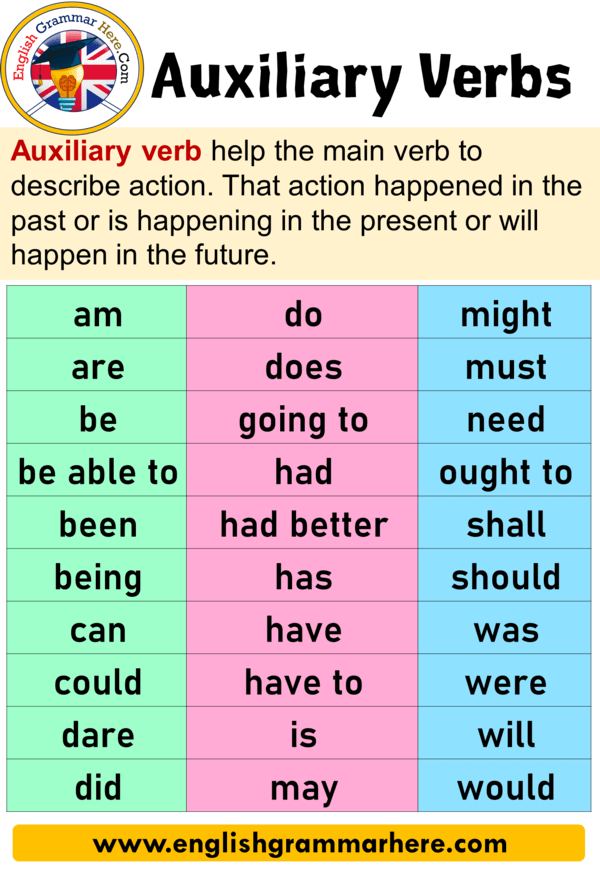 English Grammar Here.Com
Auxiliary Verbs
Auxiliary verb help the main verb to
describe action. That action happened in the
past or is happening in the present or will
happen in the future.
am do might
are does must
be going to need
be able to had ought to
been had better shall
being has should
can have was
could have to were
dare is will
did may would
www.englishgrammarhere.com